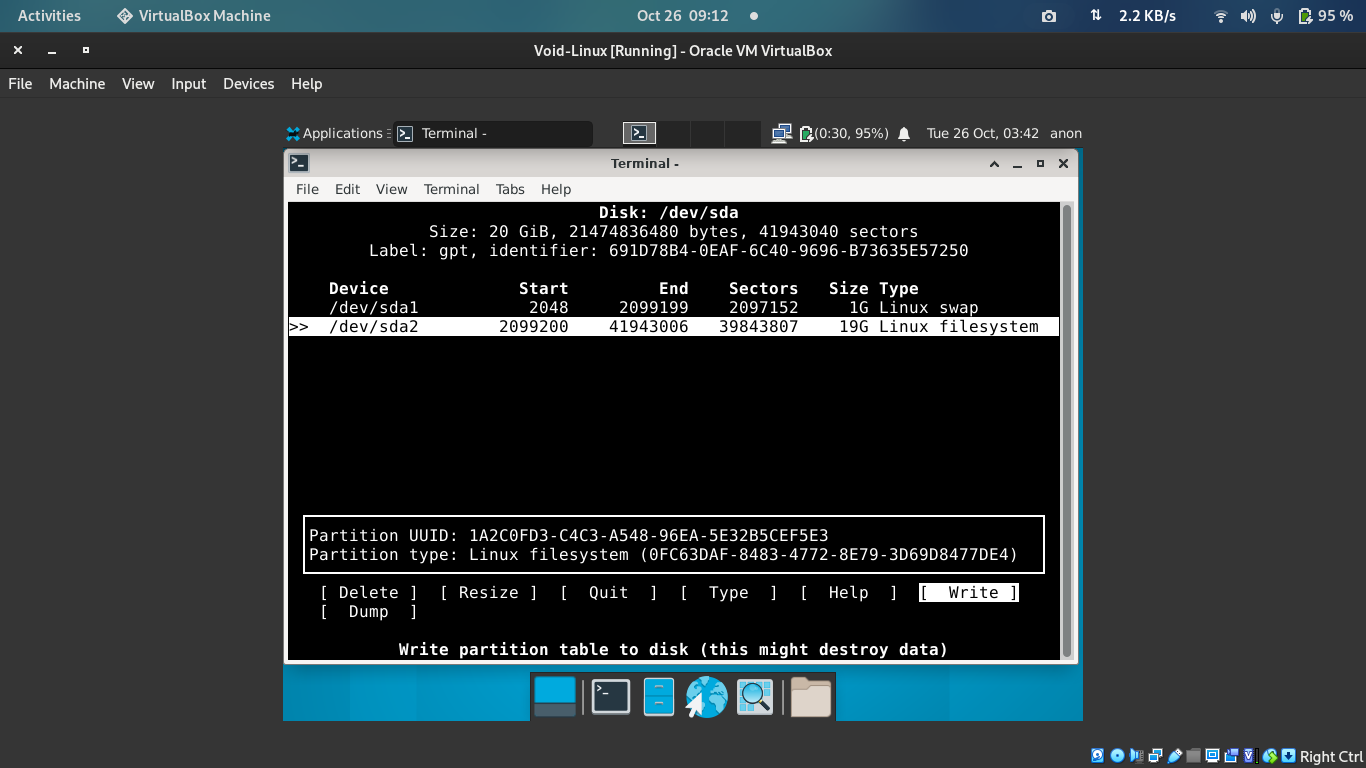 Activities VirtualBox Machine Oct 26 09:12 2.2 KB/s 95 %
Void-Linux [Running] - Oracle VM VirtualBox
File Machine View Input Devices Help
Applications Terminal - (0:30, 95%) Tue 26 Oct, 03:42 anon
Terminal -
File Edit View Terminal Tabs Help
Disk: /dev/sda
Size: 20 GiB, 21474836480 bytes, 41943040 sectors
Label: gpt, identifier: 691D78B4-0EAF-6C40-9696-B73635E57250
Device Start End Sectors Size Type
/dev/sda1 2048 2099199 2097152 1G Linux swap
>> /dev/sda2 2099200 41943006 39843807 19G Linux filesystem
Partition UUID: 1A2C0FD3-C4C3-A548-96EA-5E32B5CEF5E3
Partition type: Linux filesystem (0FC63DAF-8483-4772-8E79-3D69D8477DE4)
[ Delete ] [ Resize ] [ Quit ] [ Type ] [ Help ] [ Write ]
[ Dump ]
Write partition table to disk (this might destroy data)
Right Ctrl